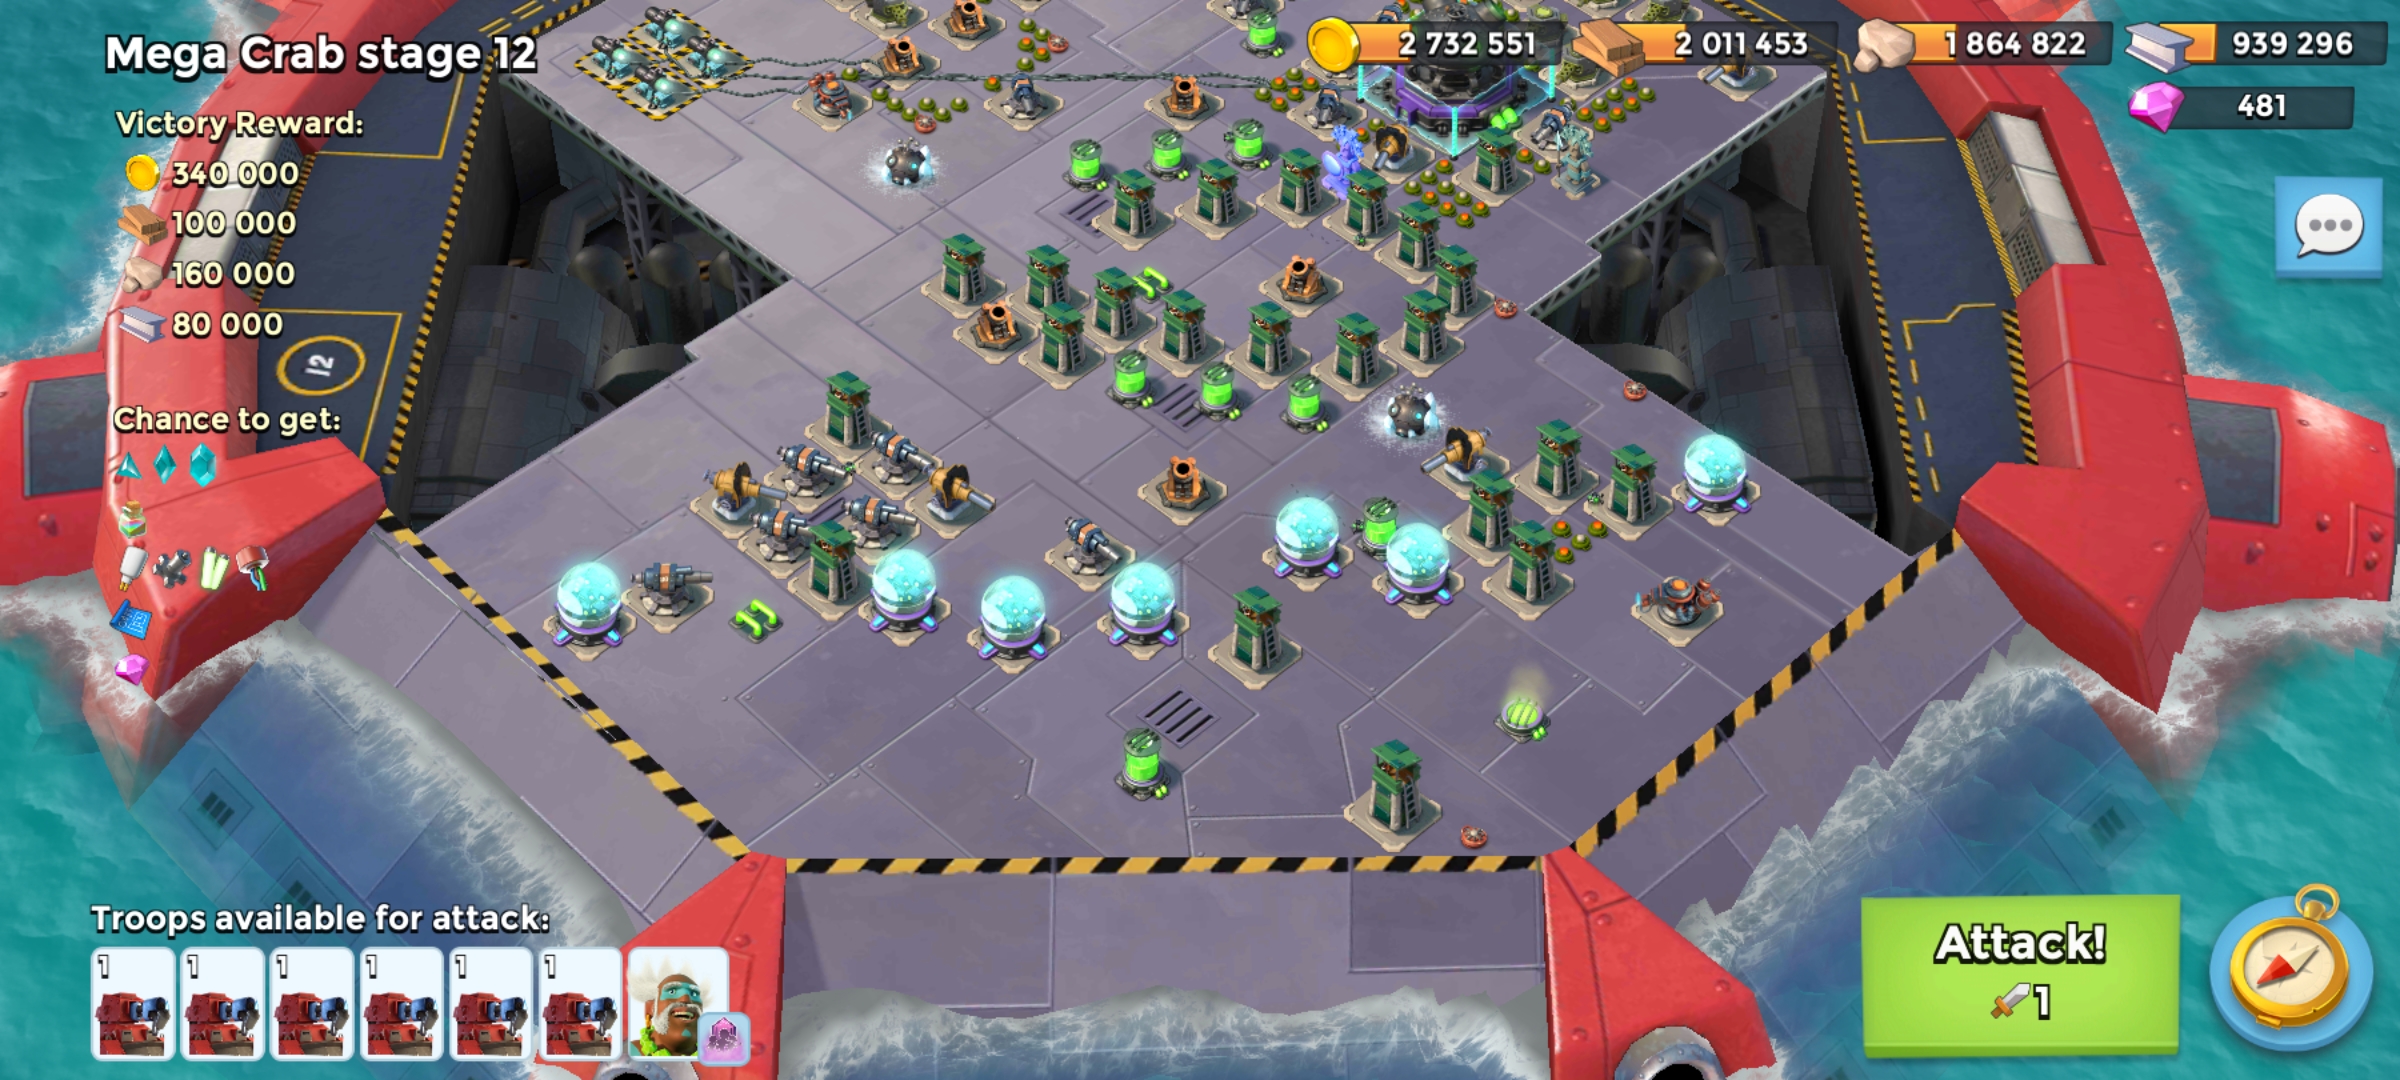 Mega Crab stage 12
2 732 551
2 011 453
1 864 822
939 296
481
Victory Reward:
340 000
100 000
160 000
80 000
12
Chance to get:
Troops available for attack:
1 1 1 1 1 1
Attack!
1